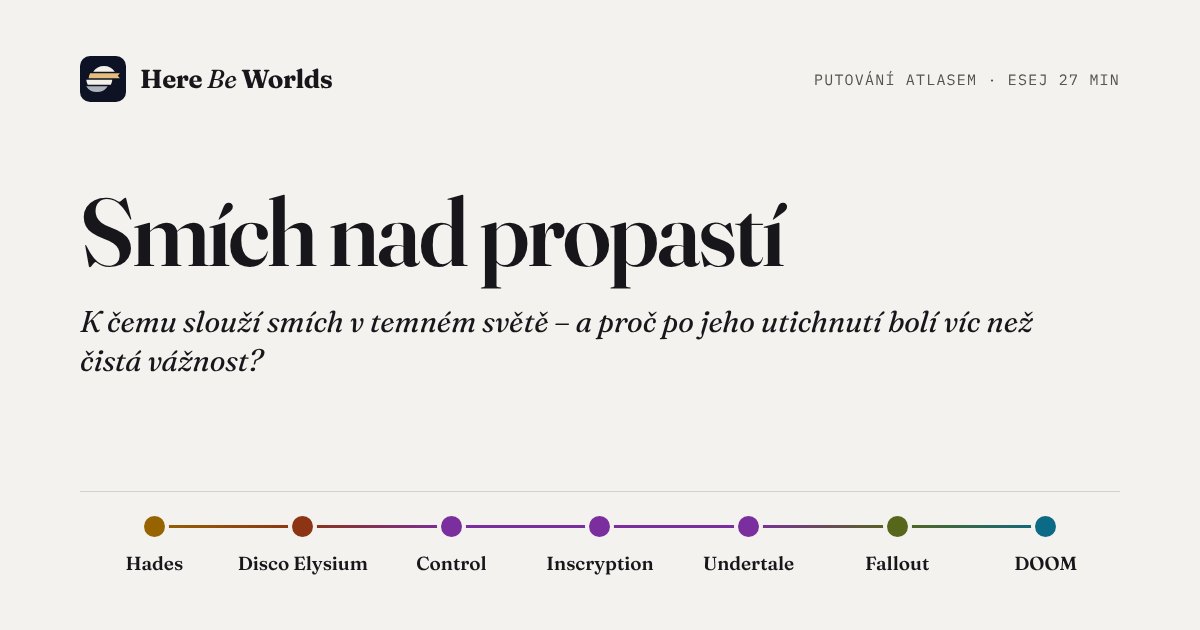 Here Be Worlds
PUTOVÁNÍ ATLASEM · ESEJ 27 MIN
Smích nad propastí
K čemu slouží smích v temném světě – a proč po jeho utichnutí bolí víc než
čistá vážnost?
Hades
Disco Elysium
Control
Inscryption
Undertale
Fallout
DOOM